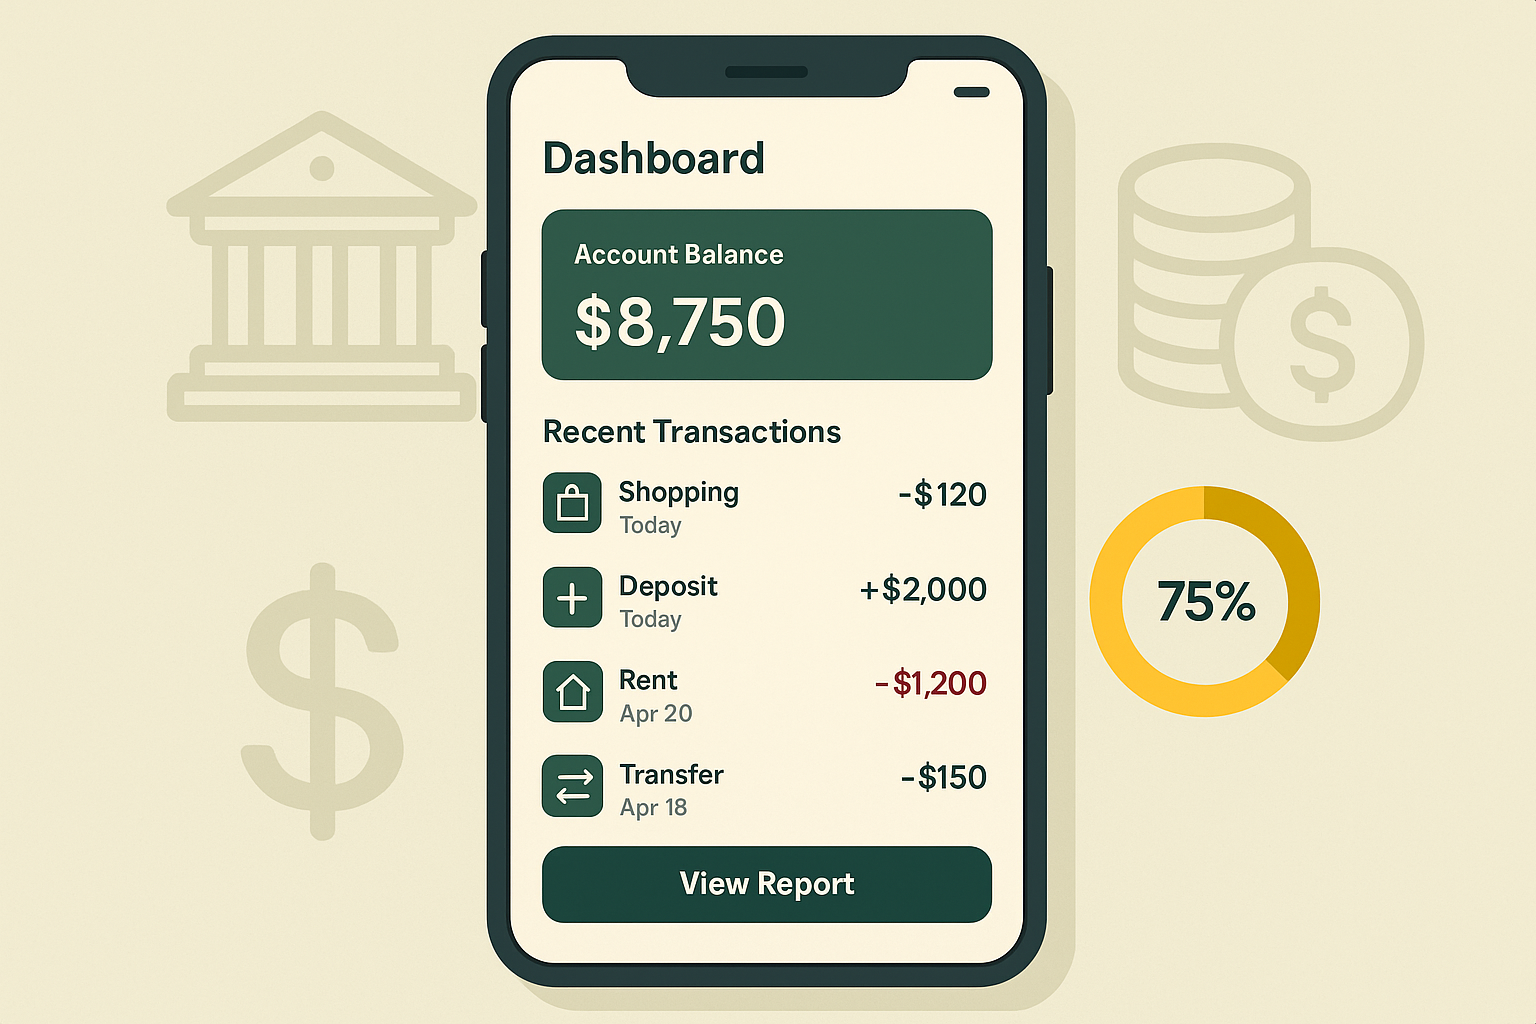 Dashboard
Account Balance
$8,750
Recent Transactions
Shopping
-$120
Today
Deposit
+$2,000
Today
Rent
-$1,200
Apr 20
Transfer
-$150
Apr 18
View Report
$
$
75%